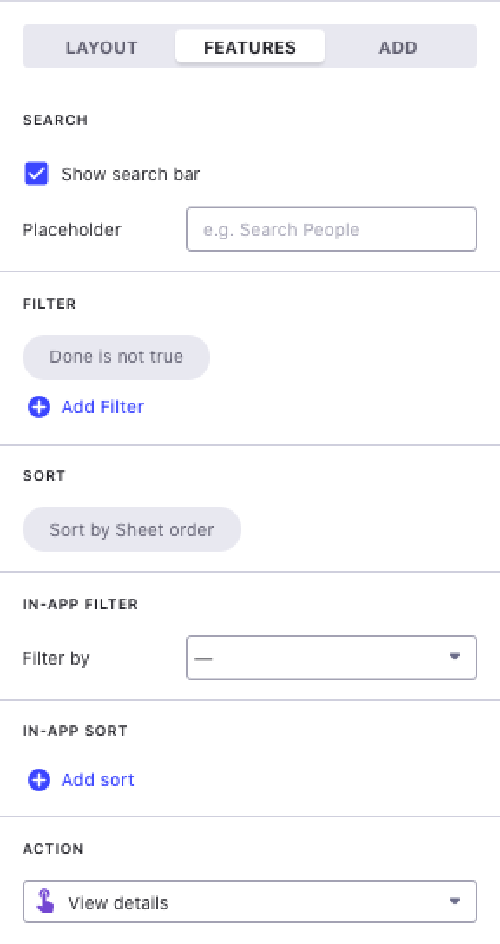 LAYOUT FEATURES ADD
SEARCH
Show search bar
Placeholder e.g. Search People
FILTER
Done is not true
Add Filter
SORT
Sort by Sheet order
IN-APP FILTER
Filter by —
IN-APP SORT
Add sort
ACTION
View details